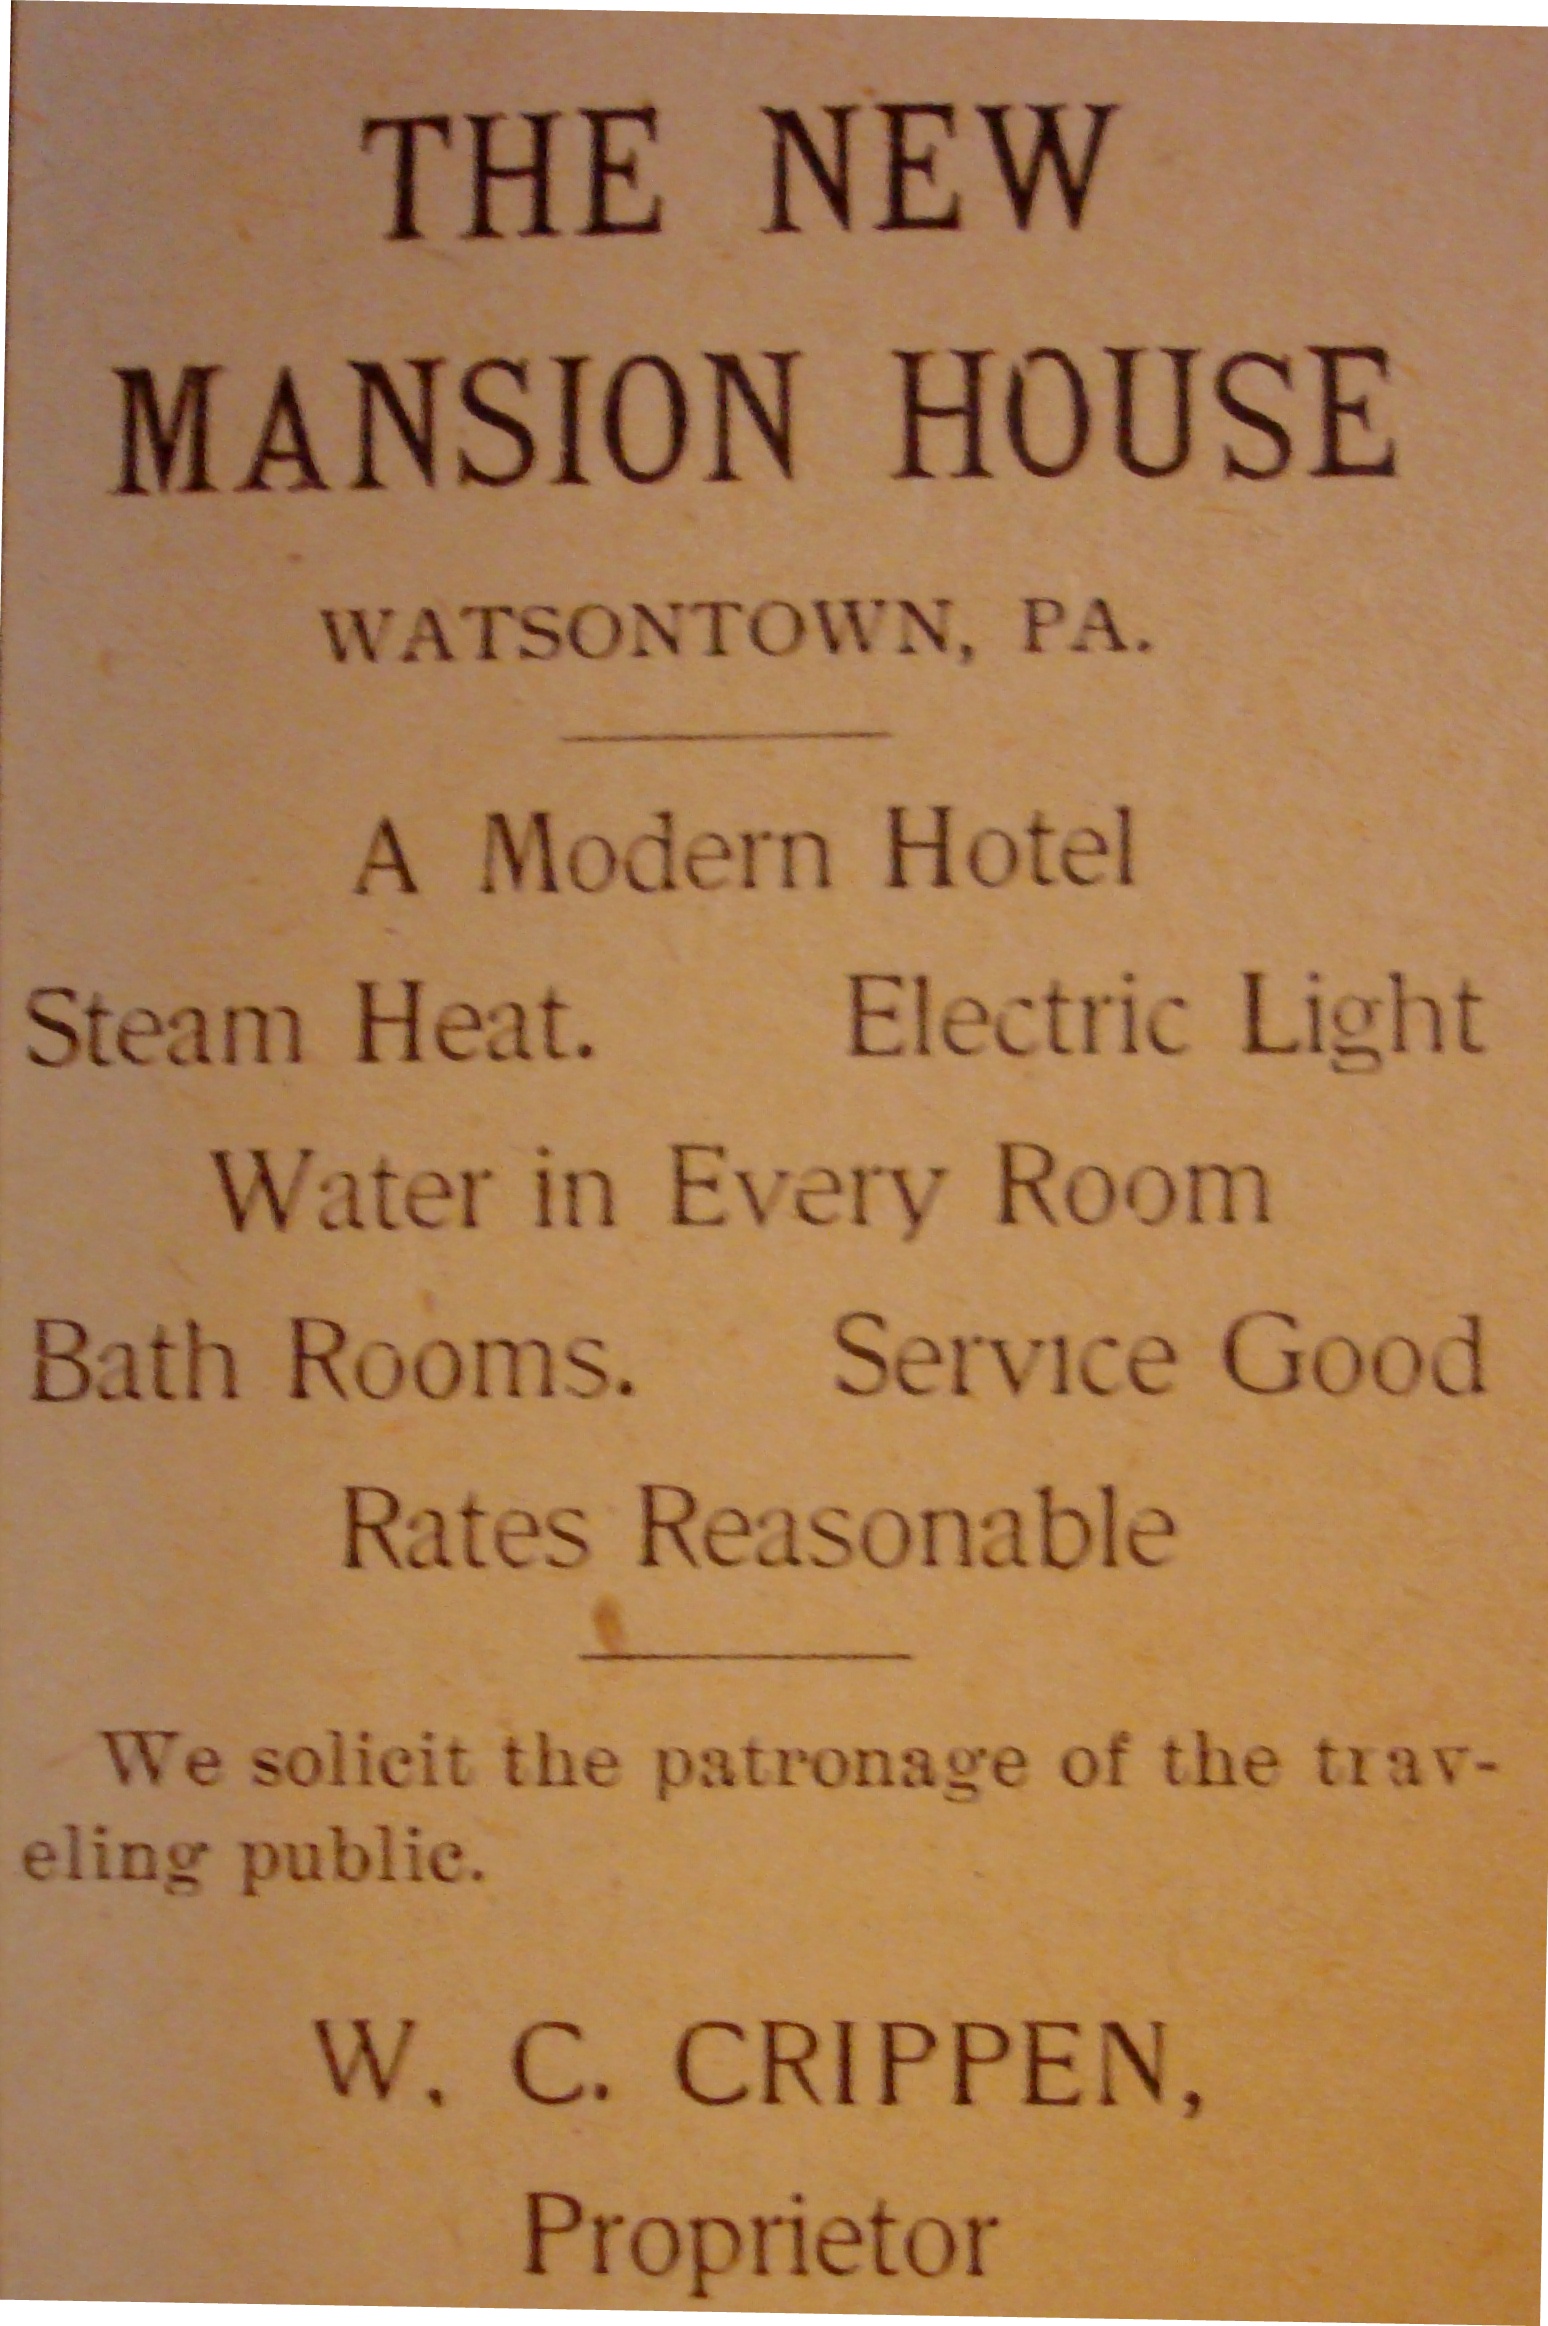 THE NEW
MANSION HOUSE
WATSONTOWN, PA.
A Modern Hotel
Steam Heat. Electric Light
Water in Every Room
Bath Rooms. Service Good
Rates Reasonable
We solicit the patronage of the trav-
eling public.
W. C. CRIPPEN,
Proprietor